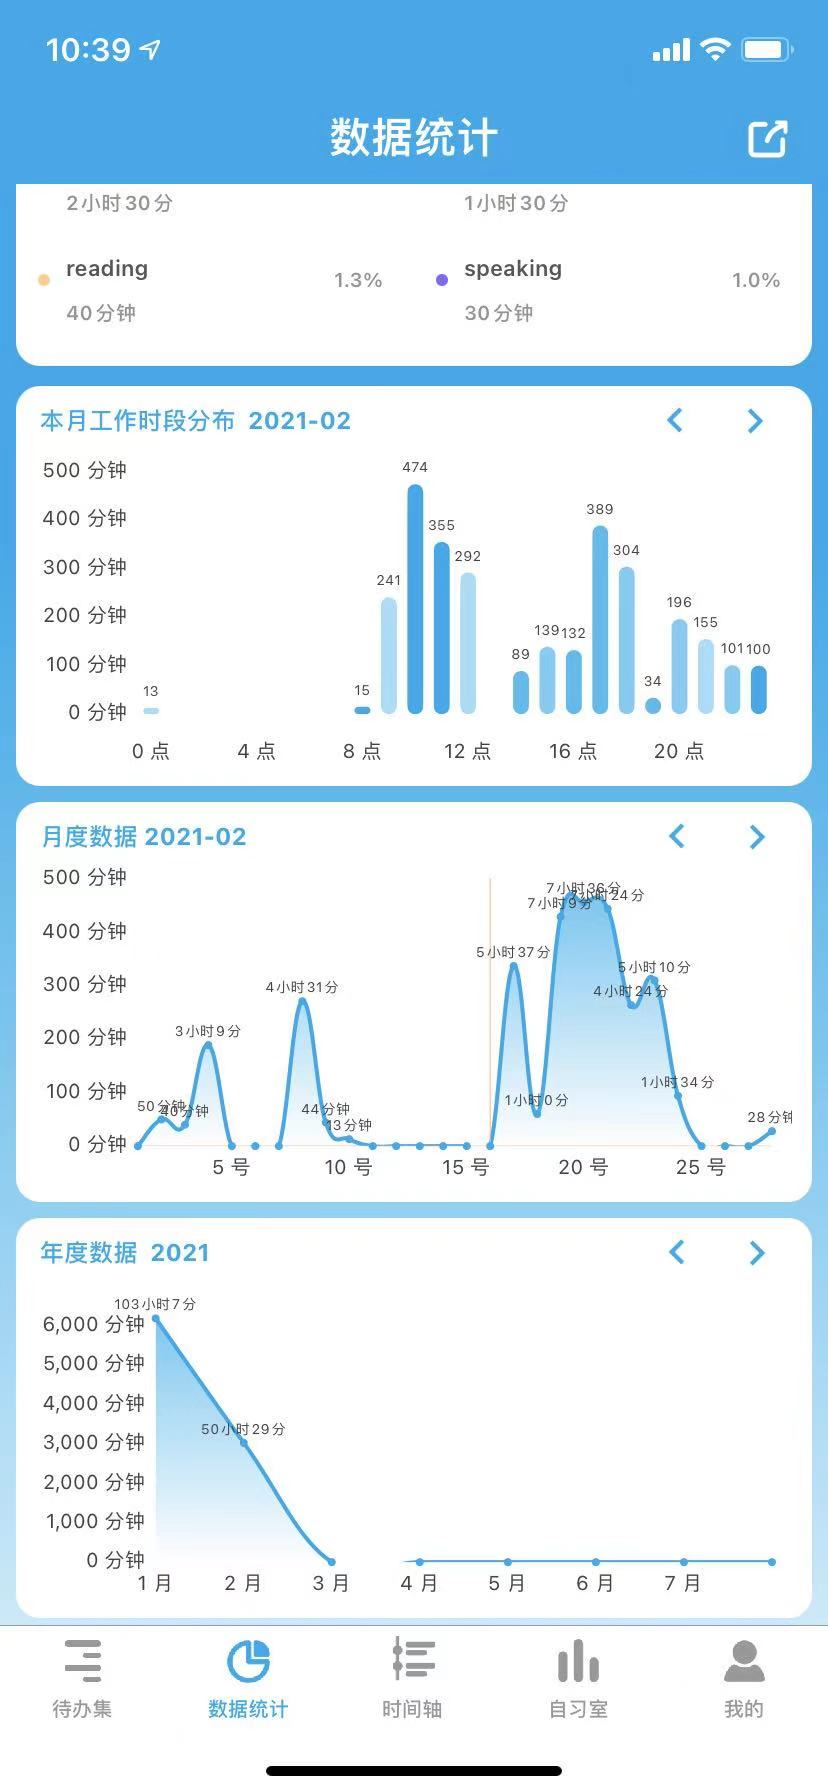 10:39
数据统计
2小时30分 1小时30分
reading 1.3% speaking 1.0%
40分钟 30分钟
本月工作时段分布 2021-02
500 分钟
400 分钟
300 分钟
200 分钟
100 分钟
0 分钟
13 15 241 474 355 292 89 139 132 389 304 34 196 155 101 100
0 点 4 点 8 点 12 点 16 点 20 点
月度数据 2021-02
500 分钟
400 分钟
300 分钟
200 分钟
100 分钟
0 分钟
50分钟 40分钟 3小时9分 4小时31分 44分钟 13分钟 5小时37分 1小时0分 7小时9分 7小时36分 7小时24分 4小时24分 5小时10分 1小时34分 28分钟
5 号 10 号 15 号 20 号 25 号
年度数据 2021
103小时7分
6,000 分钟
5,000 分钟
4,000 分钟
50小时29分
3,000 分钟
2,000 分钟
1,000 分钟
0 分钟
1 月 2 月 3 月 4 月 5 月 6 月 7 月
待办集 数据统计 时间轴 自习室 我的